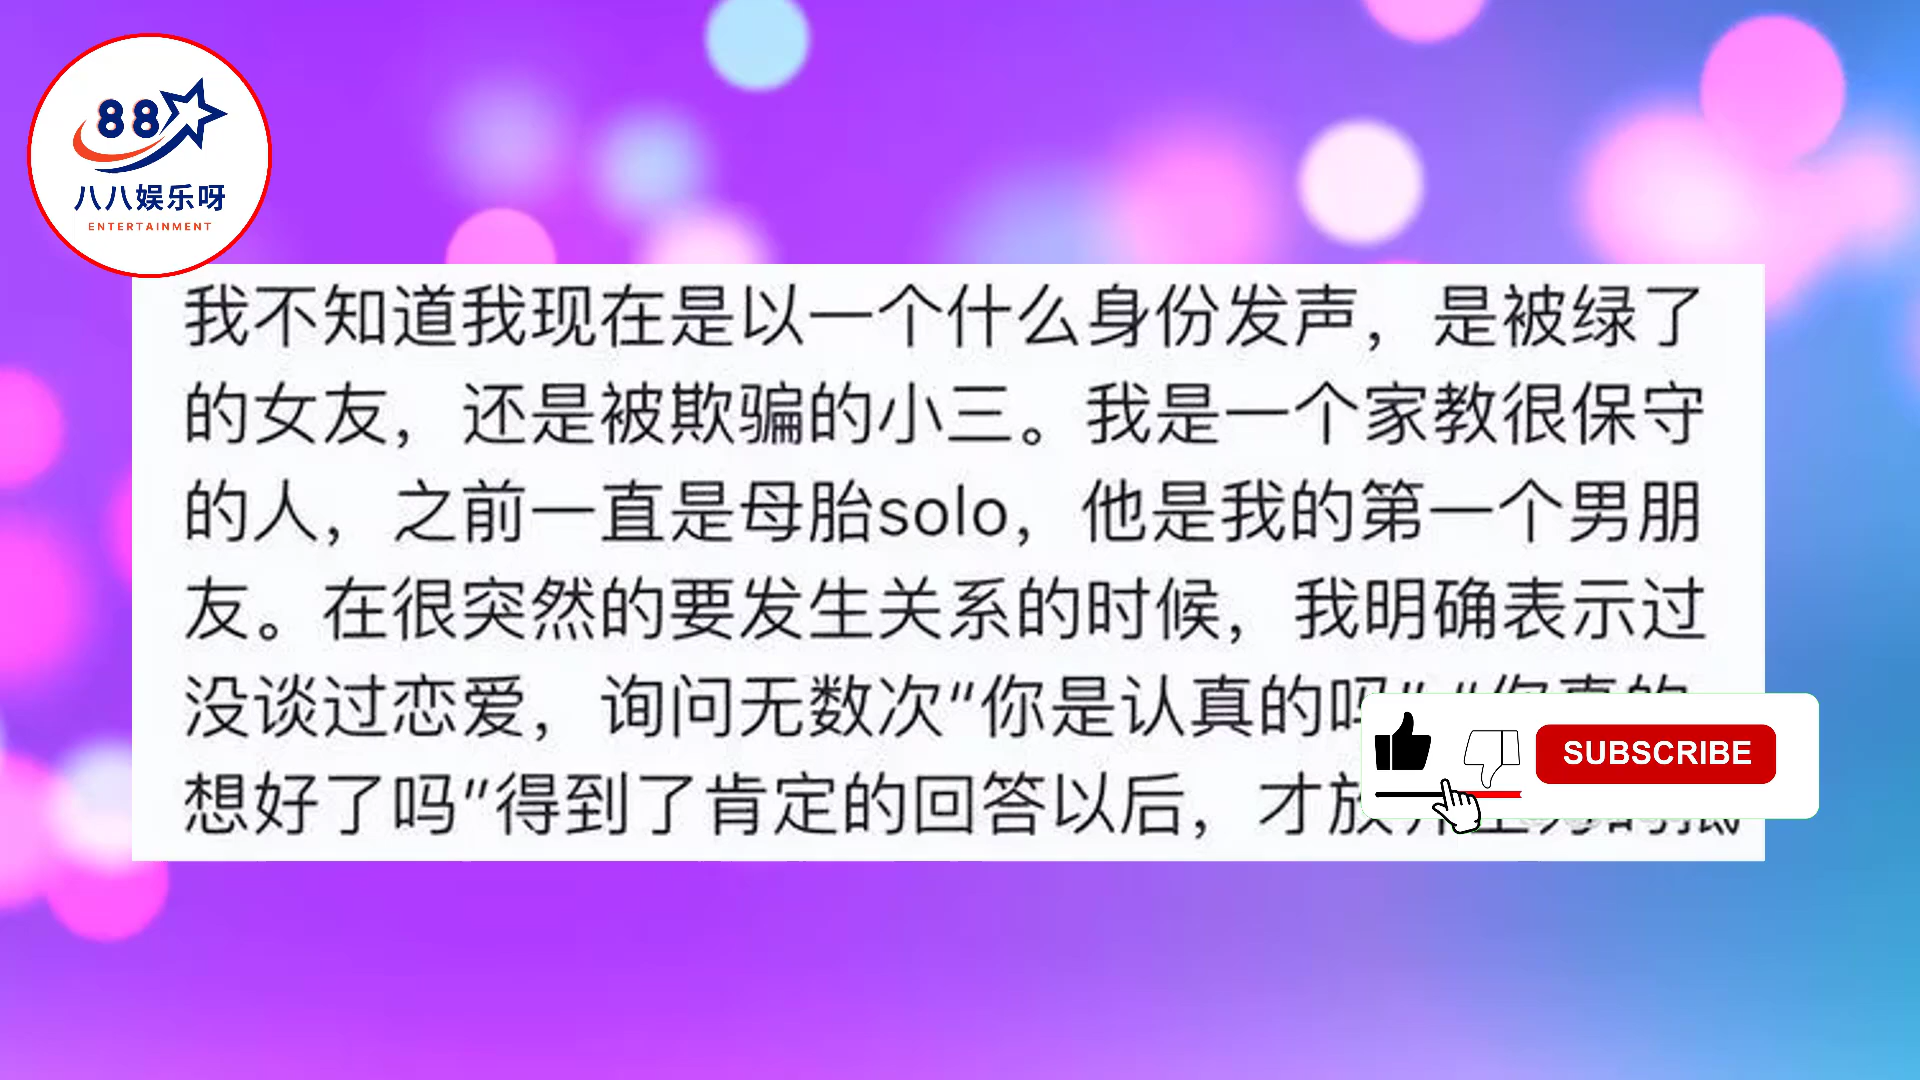 88
八八娱乐呀
ENTERTAINMENT
我不知道我现在是以一个什么身份发声，是被绿了
的女友，还是被欺骗的小三。我是一个家教很保守
的人，之前一直是母胎solo，他是我的第一个男朋
友。在很突然的要发生关系的时候，我明确表示过
没谈过恋爱，询问无数次“你是认真的吗”“你真的
想好了吗”得到了肯定的回答以后，才放
SUBSCRIBE